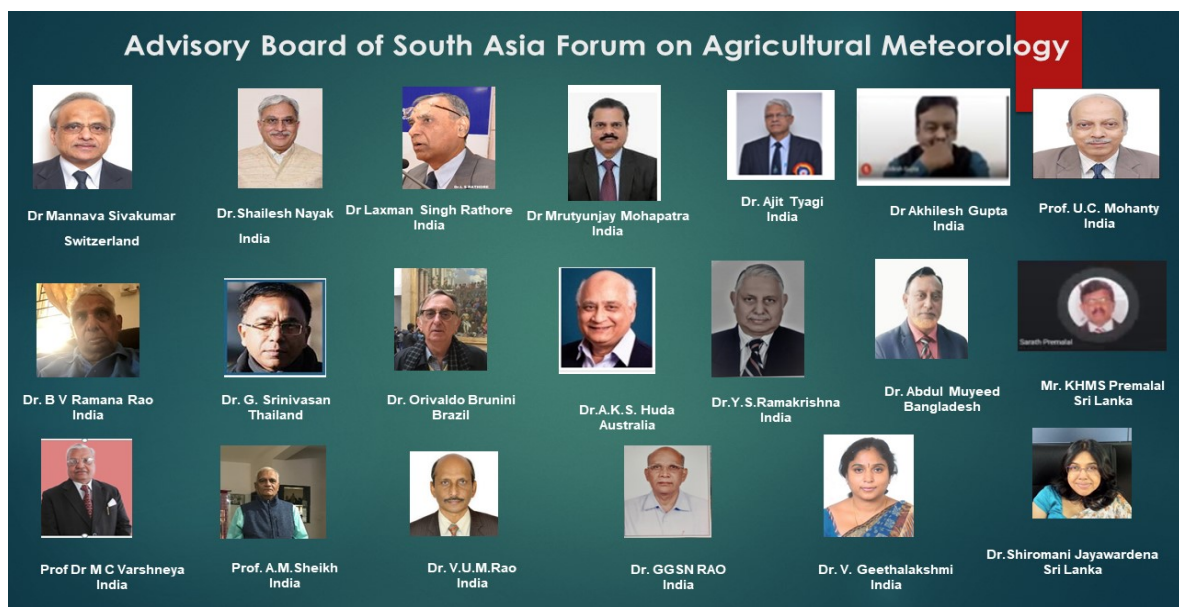 Advisory Board of South Asia Forum on Agricultural Meteorology
Dr.L S RATHORE
Dr Mannava Sivakumar
Switzerland
Dr.Shailesh Nayak
India
Dr Laxman Singh Rathore
India
Dr Mrutyunjay Mohapatra
India
Dr. Ajit Tyagi
India
Dr Akhilesh Gupta
India
Prof. U.C. Mohanty
India
Sarath Premalal
Dr. B V Ramana Rao
India
Dr. G. Srinivasan
Thailand
Dr. Orivaldo Brunini
Brazil
Dr.A.K.S. Huda
Australia
Dr.Y.S.Ramakrishna
India
Dr. Abdul Muyeed
Bangladesh
Mr. KHMS Premalal
Sri Lanka
Prof Dr M C Varshneya
India
Prof. A.M.Sheikh
India
Dr. V.U.M.Rao
India
Dr. GGSN RAO
India
Dr. V. Geethalakshmi
India
Dr.Shiromani Jayawardena
Sri Lanka